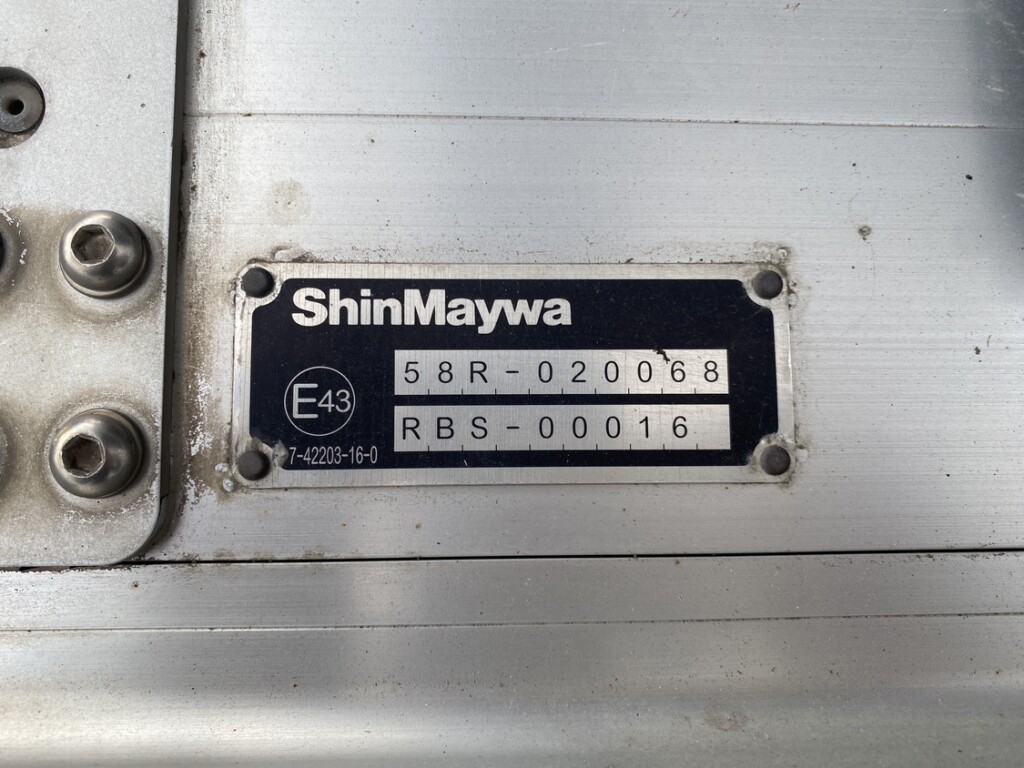 ShinMaywa
58R-020068
E43
RBS-00016
7-42203-16-0